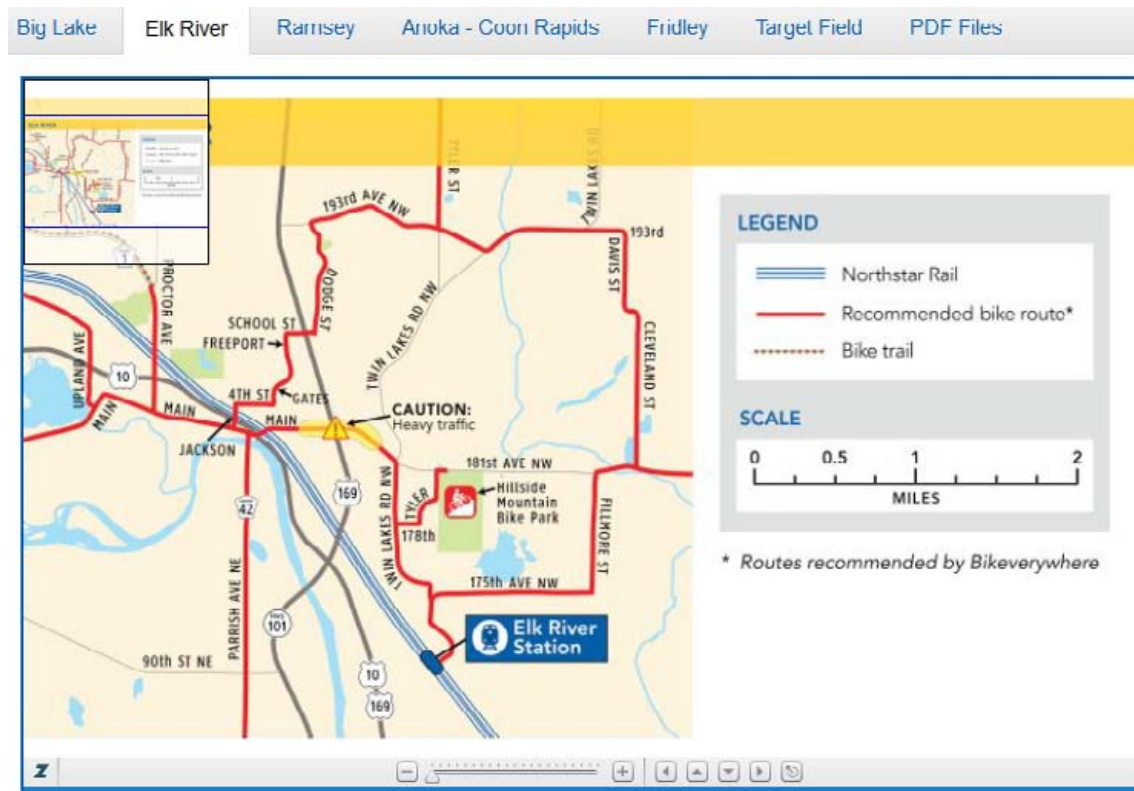 Big Lake
Elk River
Ramsey
Anoka - Coon Rapids
Fridley
Target Field
PDF Files
ELK RIVER
TYLER ST
TWIN LAKES
193rd AVE NW
193rd
DAVIS ST
PROCTOR AVE
DODGE ST
SCHOOL ST
FREEPORT
TWIN LAKES RD NW
CLEVELAND ST
UPLAND AVE
10
4TH ST
GATES
MAIN
MAIN
MAIN
JACKSON
CAUTION:
Heavy traffic
181st AVE NW
169
42
TYLER
Hillside
Mountain
Bike Park
178th
TWIN LAKES RD NW
FILLMORE ST
175th AVE NW
PARRISH AVE NE
HWY
101
Elk River
Station
90th ST NE
10
169
LEGEND
Northstar Rail
Recommended bike route*
Bike trail
SCALE
0 0.5 1 2
MILES
* Routes recommended by Bikeverywhere
Z